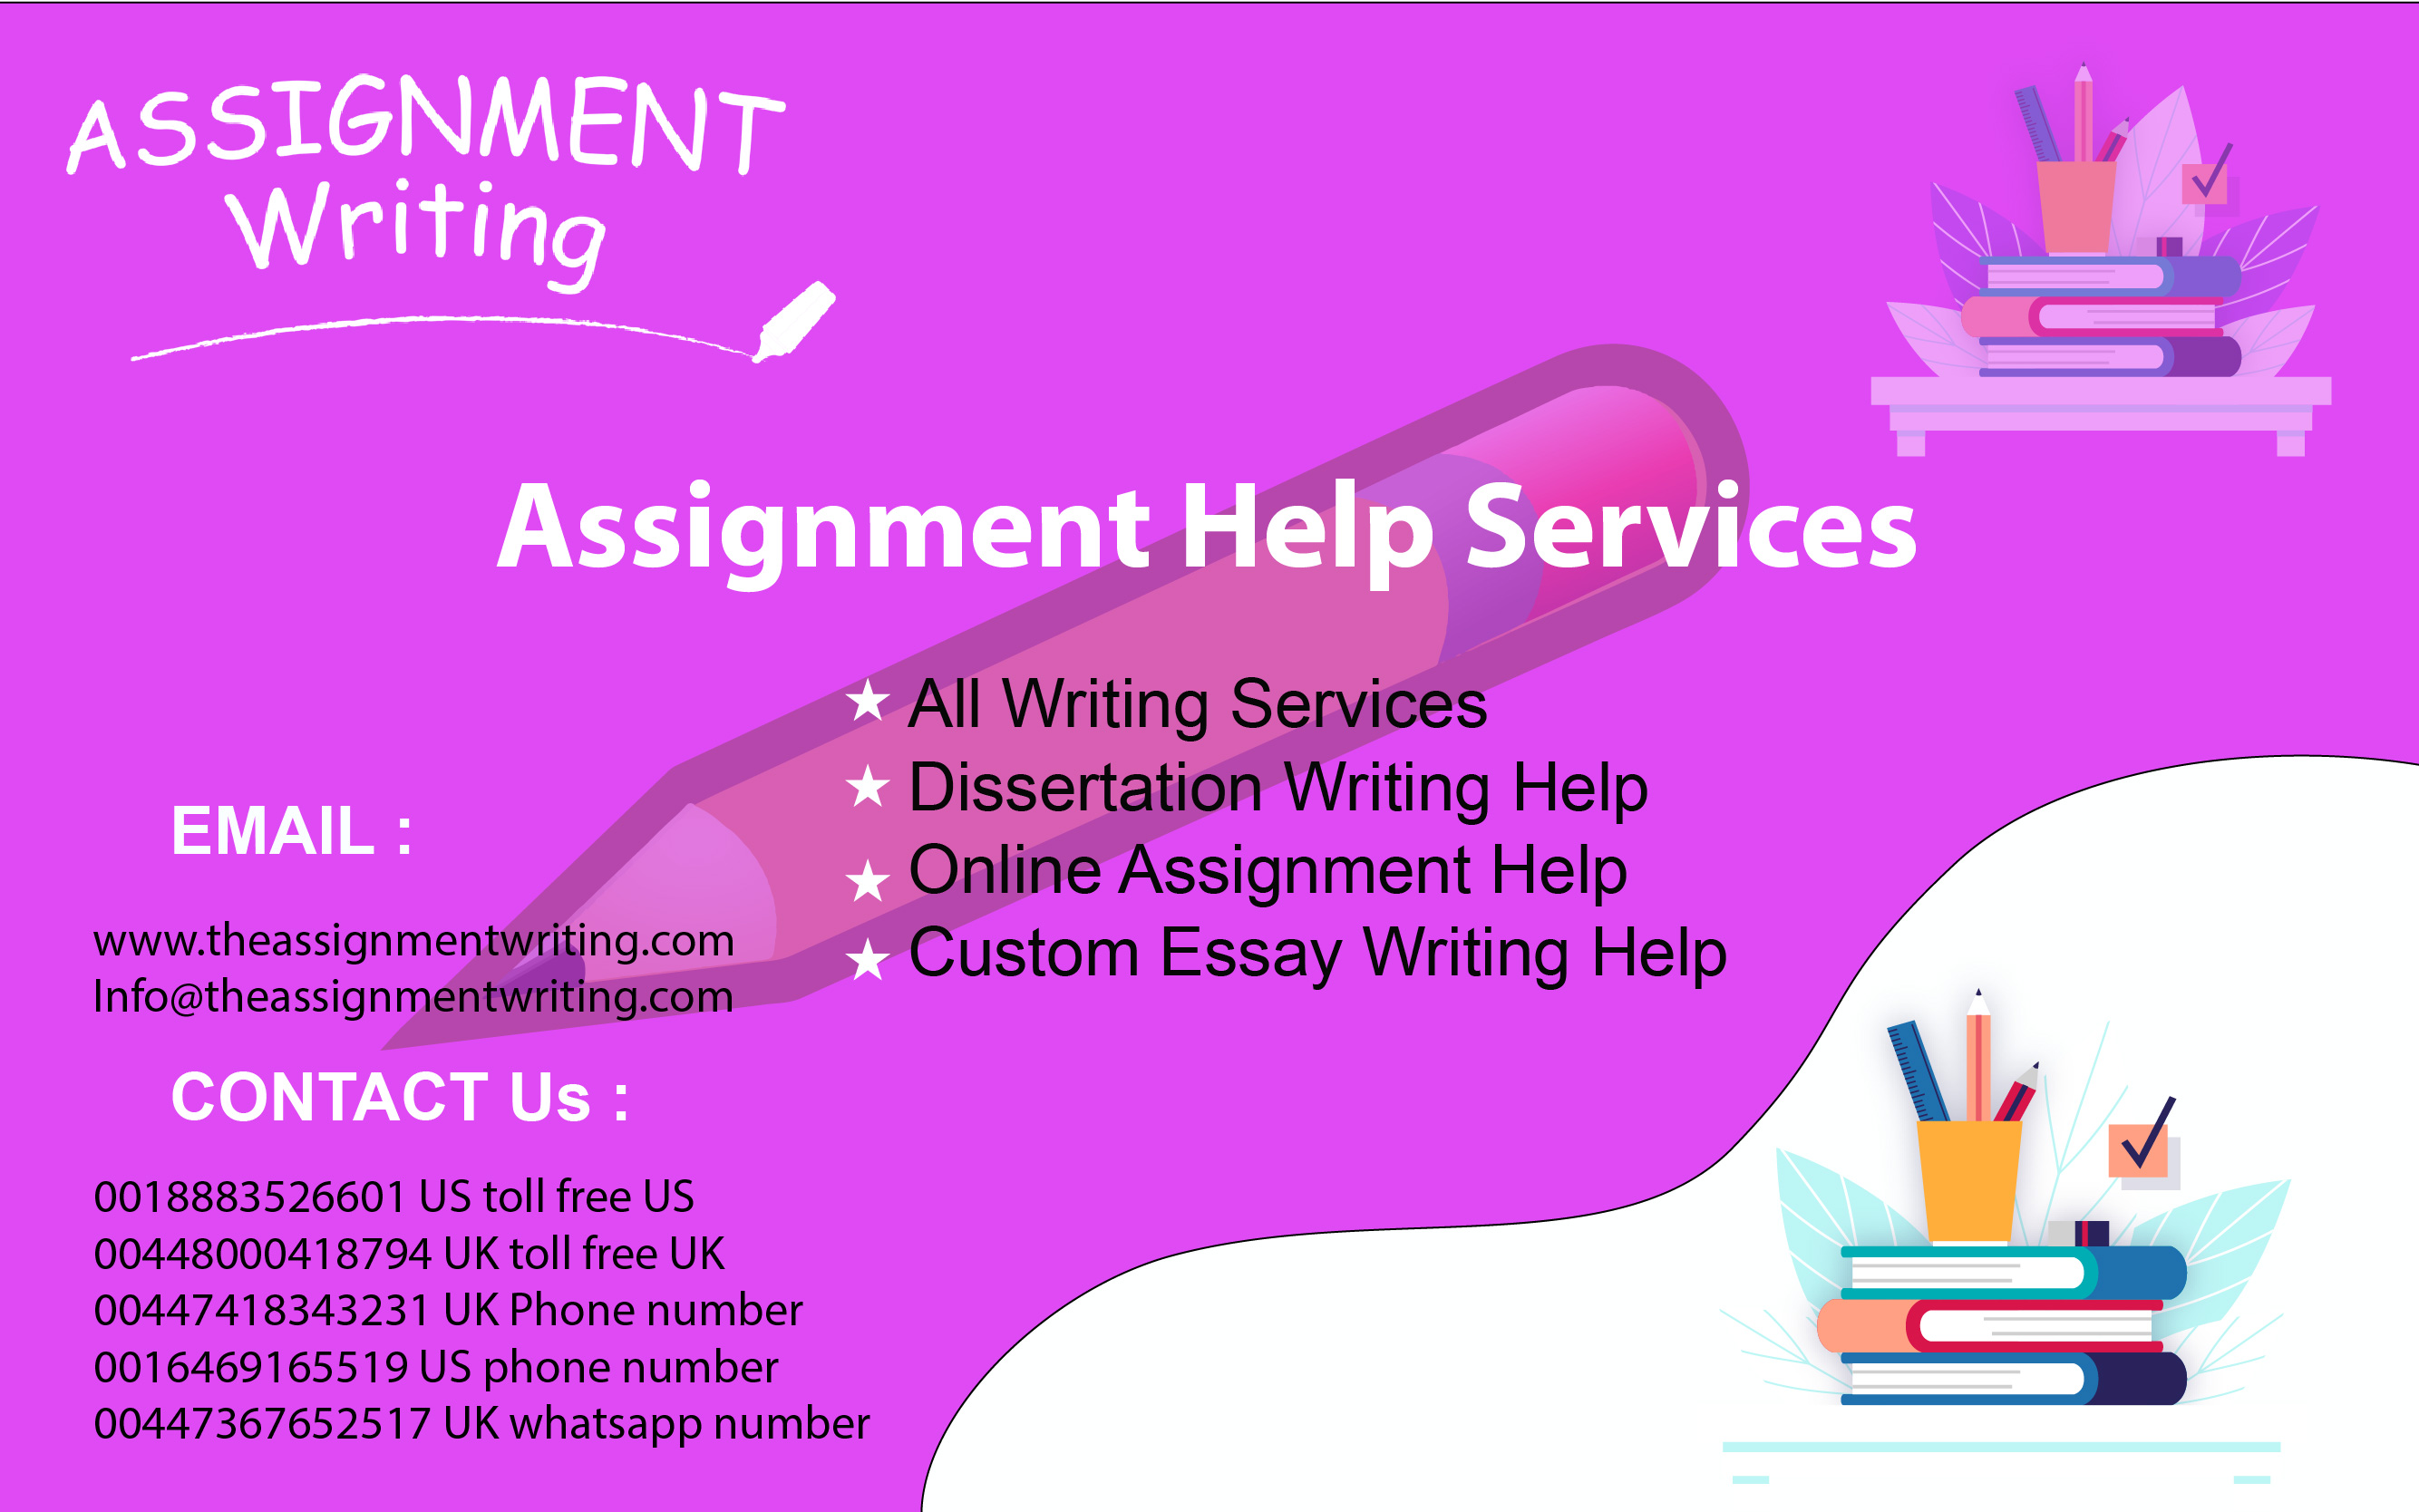 ASSIGNMENT
Writing
Assignment Help Services
All Writing Services
Dissertation Writing Help
Online Assignment Help
Custom Essay Writing Help
EMAIL :
www.theassignmentwriting.com
Info@theassignmentwriting.com
CONTACT Us :
0018883526601 US toll free US
00448000418794 UK toll free UK
00447418343231 UK Phone number
0016469165519 US phone number
00447367652517 UK whatsapp number